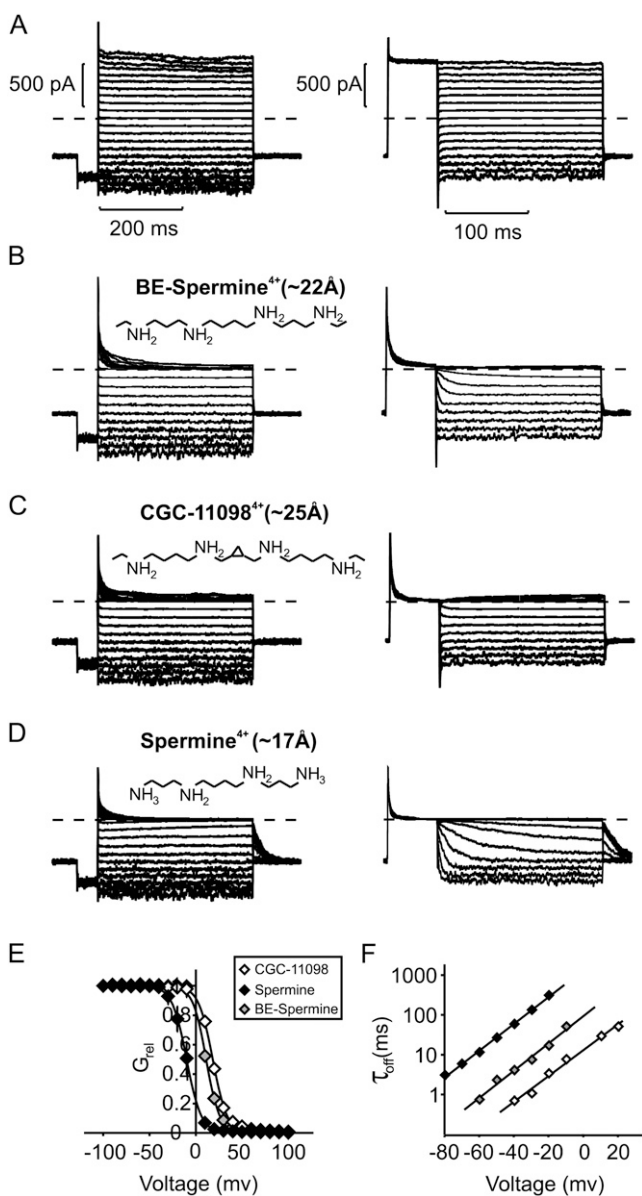 A
500 pA
500 pA
200 ms
100 ms
B
BE-Spermine4+(~22Å)
NH2 NH2
NH2 NH2
C
CGC-110984+(~25Å)
NH2 NH2
NH2 NH2
D
Spermine4+(~17Å)
NH2 NH3
NH3 NH2
E
CGC-11098
Spermine
BE-Spermine
Grel
0.8
0.6
0.4
0.2
0
-100 -50 0 50 100
Voltage (mv)
F
τoff(ms)
1000
100
10
1
-80 -60 -40 -20 0 20
Voltage (mv)